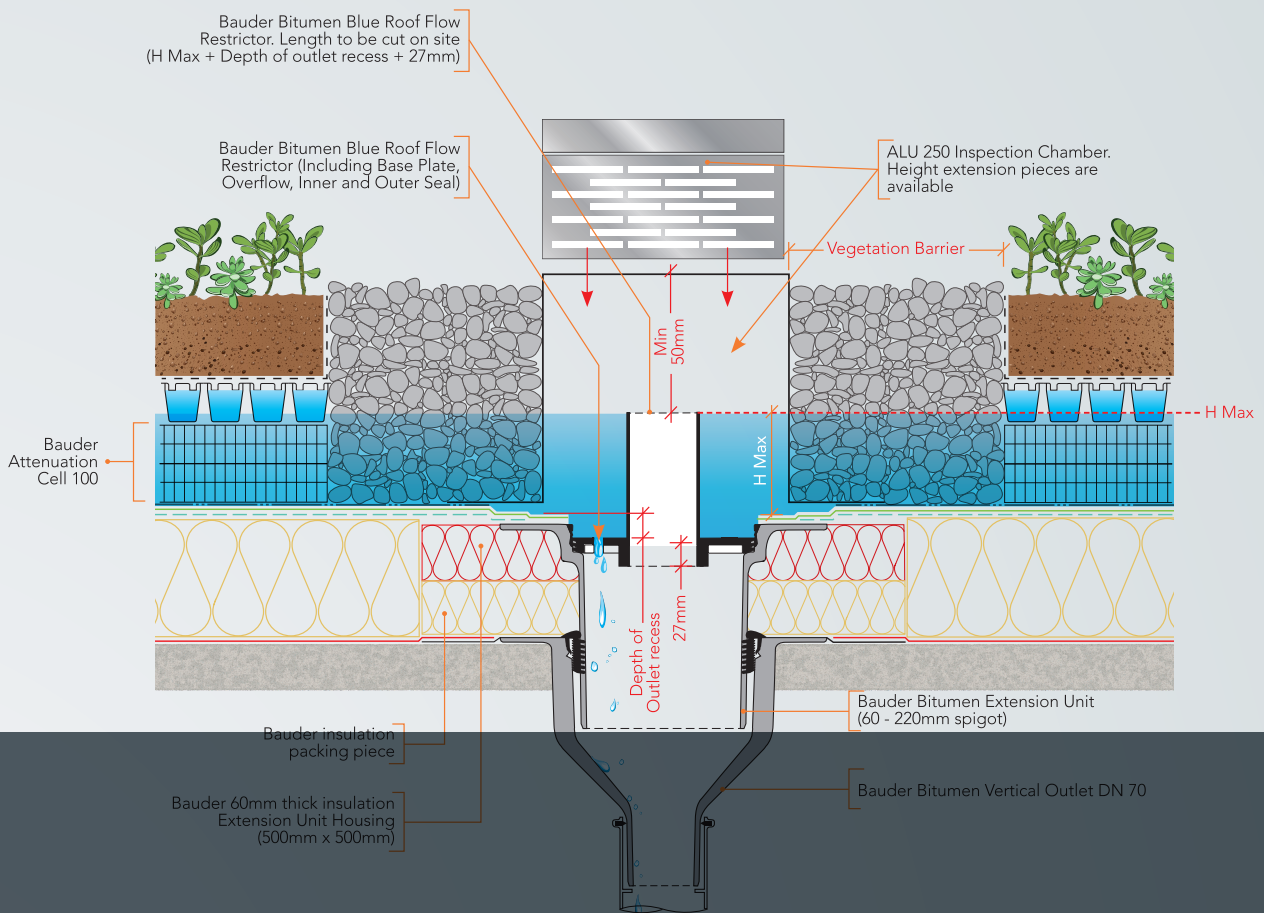 Bauder Bitumen Blue Roof Flow
Restrictor. Length to be cut on site
(H Max + Depth of outlet recess + 27mm)
Bauder Bitumen Blue Roof Flow
Restrictor (Including Base Plate,
Overflow, Inner and Outer Seal)
ALU 250 Inspection Chamber.
Height extension pieces are
available
Vegetation Barrier
Min
50mm
H Max
H Max
Bauder
Attenuation
Cell 100
27mm
Depth of
Outlet recess
Bauder Bitumen Extension Unit
(60 - 220mm spigot)
Bauder insulation
packing piece
Bauder Bitumen Vertical Outlet DN 70
Bauder 60mm thick insulation
Extension Unit Housing
(500mm x 500mm)